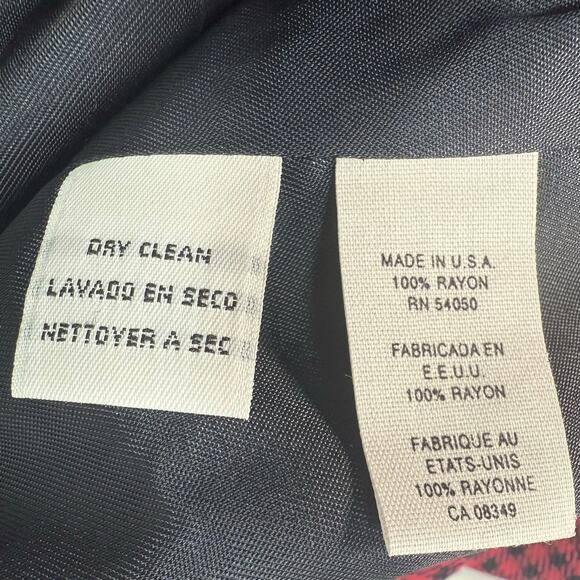 DRY CLEAN
LAVADO EN SECO
NETTOYER A SEC
MADE IN U.S.A.
100% RAYON
RN 54050
FABRICADA EN
E.E.U.U.
100% RAYON
FABRIQUE AU
ETATS-UNIS
100% RAYONNE
CA 08349